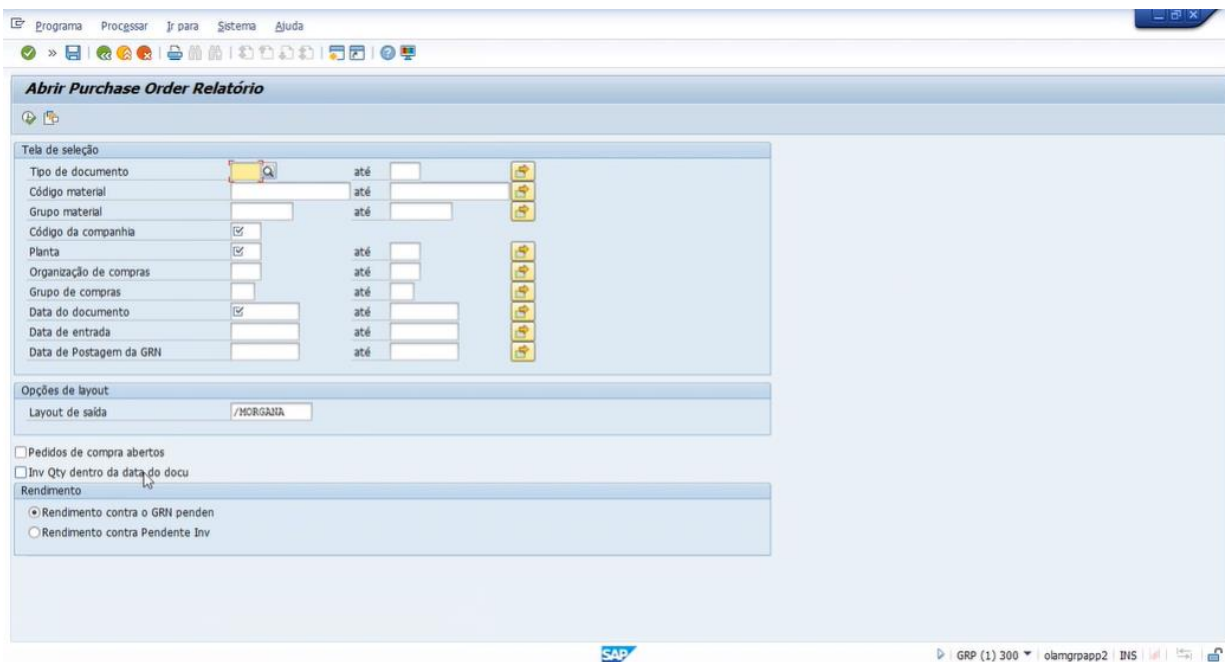 Programa Processar Ir para Sistema Ajuda
Abrir Purchase Order Relatório
Tela de seleção
Tipo de documento até
Código material até
Grupo material até
Código da companhia
Planta até
Organização de compras até
Grupo de compras até
Data do documento até
Data de entrada até
Data de Postagem da GRN até
Opções de layout
Layout de saída /MORGANA
Pedidos de compra abertos
Inv Qty dentro da data do docu
Rendimento
Rendimento contra o GRN penden
Rendimento contra Pendente Inv
SAP GRP (1) 300 olamgrpapp2 INS